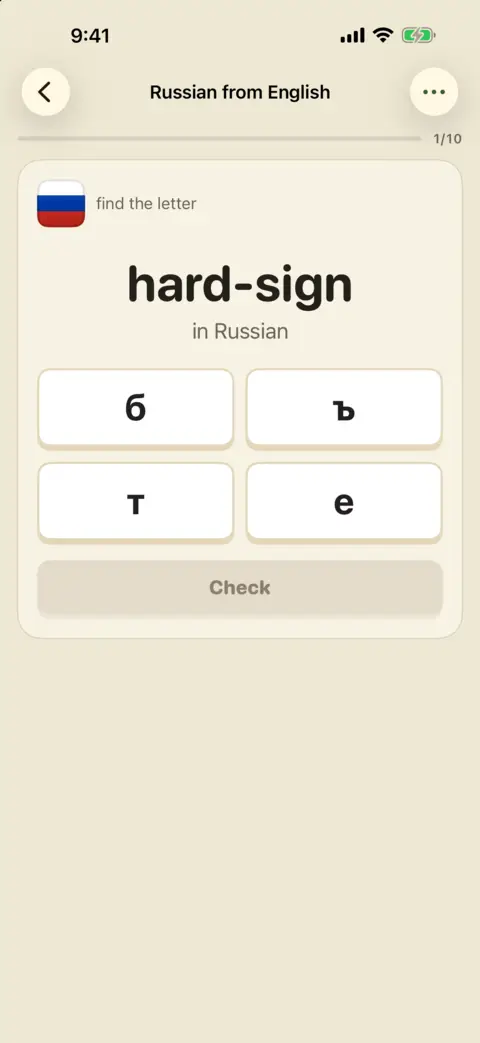 9:41
Russian from English
1/10
find the letter
hard-sign
in Russian
б ъ
т е
Check